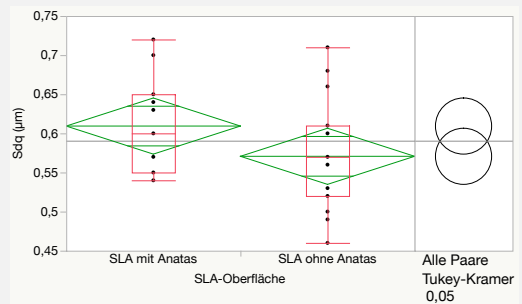 0,75
0,7
0,65
0,6
0,55
0,5
0,45
Sdq (μm)
SLA mit Anatas
SLA ohne Anatas
SLA-Oberfläche
Alle Paare
Tukey-Kramer
0,05